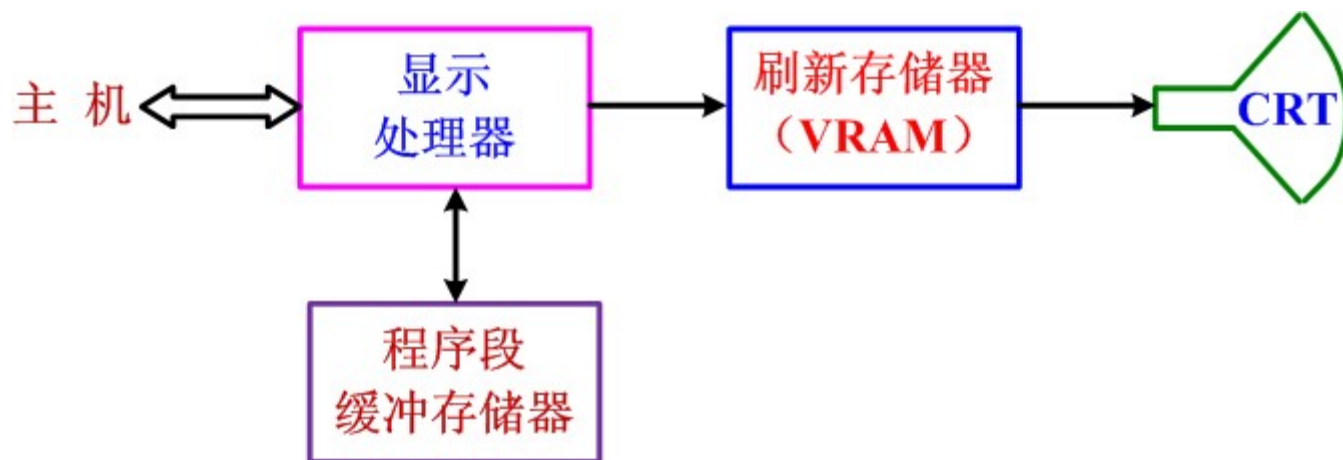 主 机
显示
处理器
刷新存储器
（VRAM）
CRT
程序段
缓冲存储器